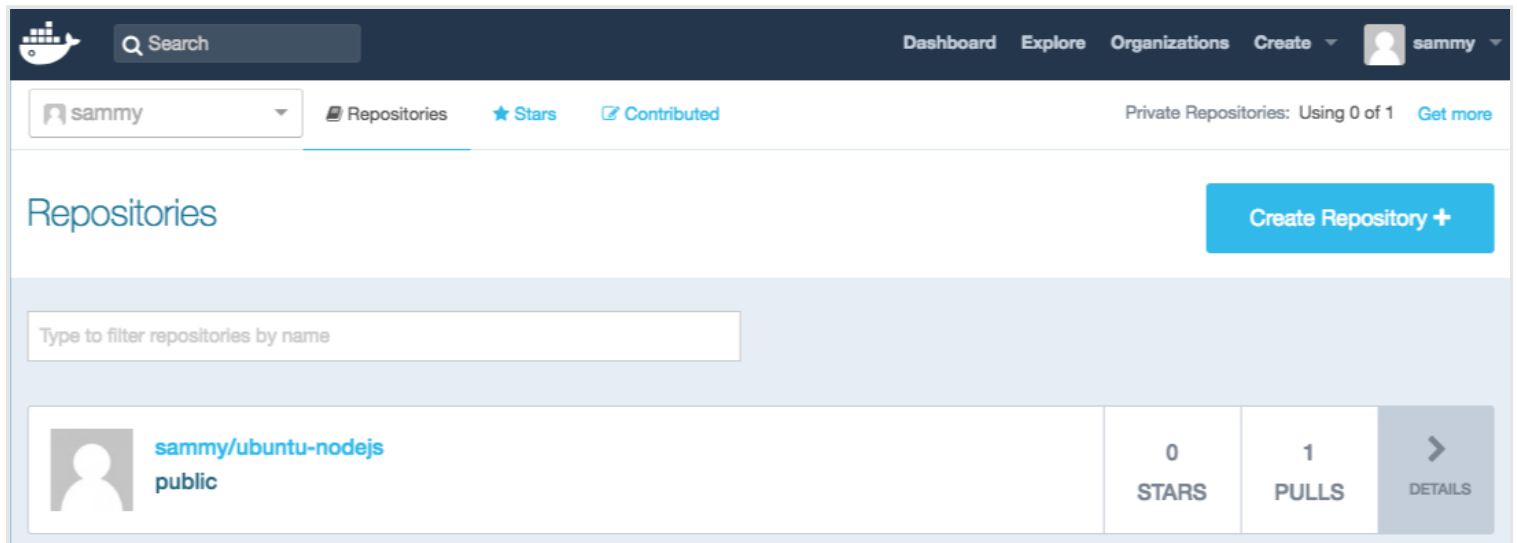 Search Dashboard Explore Organizations Create sammy
sammy Repositories Stars Contributed Private Repositories: Using 0 of 1 Get more
Repositories Create Repository +
Type to filter repositories by name
sammy/ubuntu-nodejs
public
0 1
STARS PULLS DETAILS